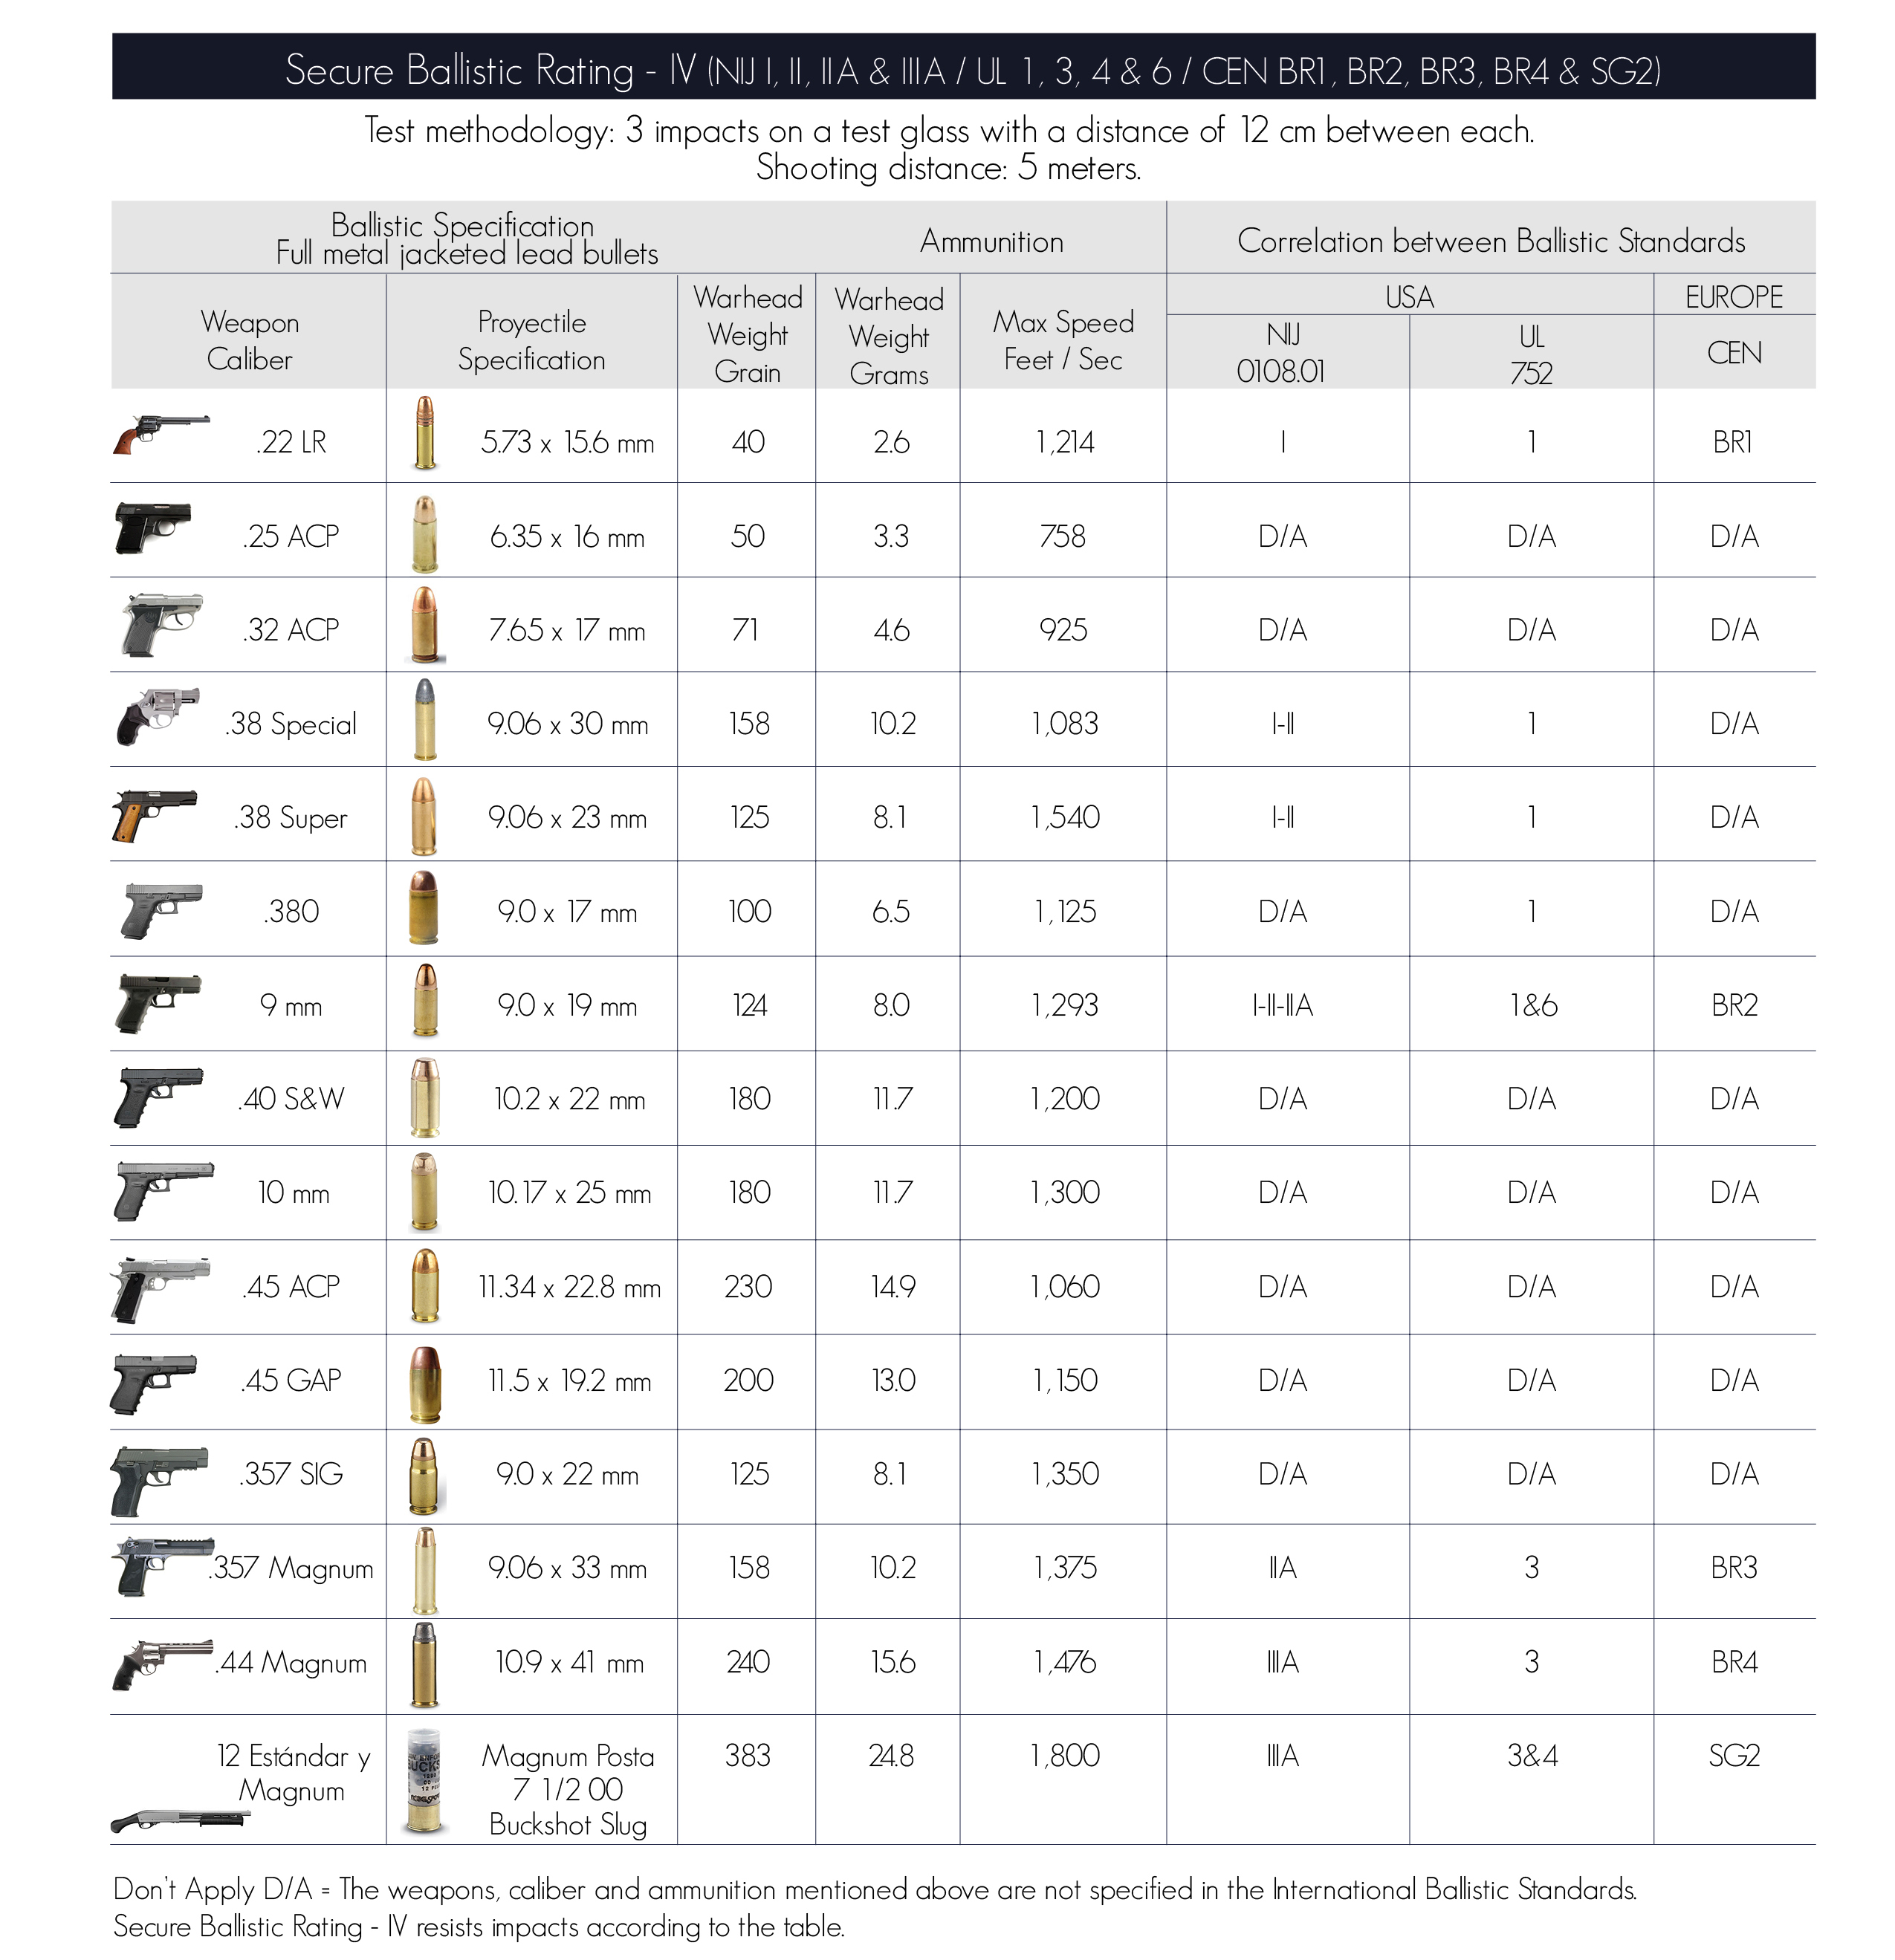 Secure Ballistic Rating - IV (NIJ I, II, IIA & IIIA / UL 1, 3, 4 & 6 / CEN BR1, BR2, BR3, BR4 & SG2)
Test methodology: 3 impacts on a test glass with a distance of 12 cm between each.
Shooting distance: 5 meters.
Ballistic Specification
Full metal jacketed lead bullets
Ammunition
Correlation between Ballistic Standards
Weapon
Caliber
Proyectile
Specification
Warhead
Weight
Grain
Warhead
Weight
Grams
Max Speed
Feet / Sec
USA
EUROPE
NIJ
0108.01
UL
752
CEN
.22 LR 5.73 x 15.6 mm 40 2.6 1,214 I 1 BR1
.25 ACP 6.35 x 16 mm 50 3.3 758 D/A D/A D/A
.32 ACP 7.65 x 17 mm 71 4.6 925 D/A D/A D/A
.38 Special 9.06 x 30 mm 158 10.2 1,083 I-II 1 D/A
.38 Super 9.06 x 23 mm 125 8.1 1,540 I-II 1 D/A
.380 9.0 x 17 mm 100 6.5 1,125 D/A 1 D/A
9 mm 9.0 x 19 mm 124 8.0 1,293 I-II-IIA 1&6 BR2
.40 S&W 10.2 x 22 mm 180 11.7 1,200 D/A D/A D/A
10 mm 10.17 x 25 mm 180 11.7 1,300 D/A D/A D/A
.45 ACP 11.34 x 22.8 mm 230 14.9 1,060 D/A D/A D/A
.45 GAP 11.5 x 19.2 mm 200 13.0 1,150 D/A D/A D/A
.357 SIG 9.0 x 22 mm 125 8.1 1,350 D/A D/A D/A
.357 Magnum 9.06 x 33 mm 158 10.2 1,375 IIA 3 BR3
.44 Magnum 10.9 x 41 mm 240 15.6 1,476 IIIA 3 BR4
12 Estándar y
Magnum
Magnum Posta
7 1/2 00
Buckshot Slug
383 24.8 1,800 IIIA 3&4 SG2
Don't Apply D/A = The weapons, caliber and ammunition mentioned above are not specified in the International Ballistic Standards.
Secure Ballistic Rating - IV resists impacts according to the table.